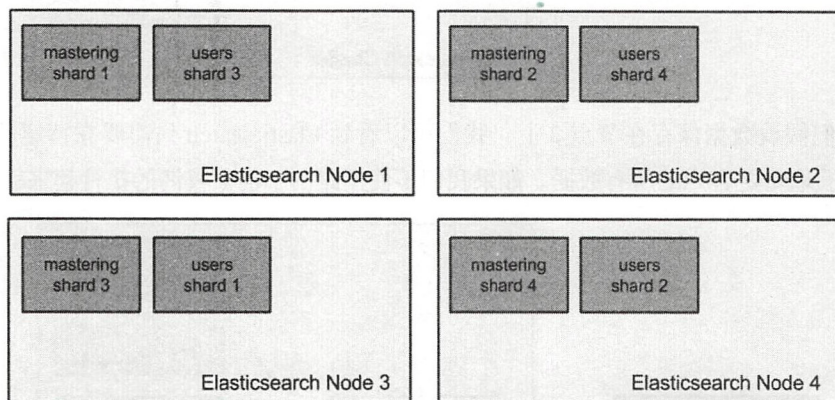 mastering
shard 1
users
shard 3
Elasticsearch Node 1
mastering
shard 2
users
shard 4
Elasticsearch Node 2
mastering
shard 3
users
shard 1
Elasticsearch Node 3
mastering
shard 4
users
shard 2
Elasticsearch Node 4